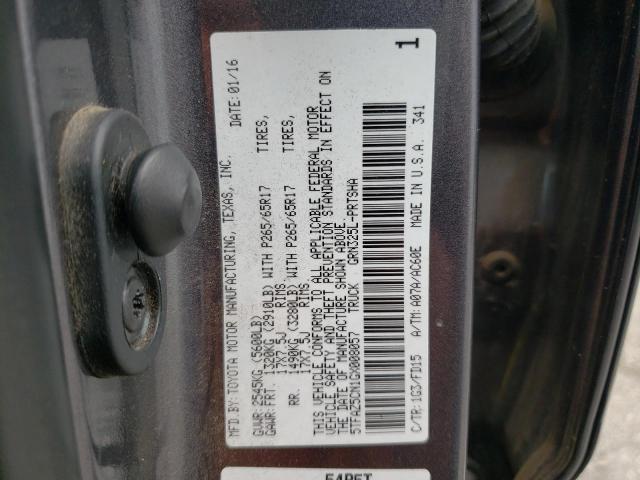 MFD.BY: TOYOTA MOTOR MANUFACTURING, TEXAS, INC. DATE: 01/16
GVWR: 2545KG (5600LB)
GAWR: FRT. 1320KG (2910LB) WITH P265/65R17 TIRES,
17X7.5J RIMS
RR. 1490KG (3280LB) WITH P265/65R17 TIRES,
17X7.5J RIMS
THIS VEHICLE CONFORMS TO ALL APPLICABLE FEDERAL MOTOR
VEHICLE SAFETY AND THEFT PREVENTION STANDARDS IN EFFECT ON
THE DATE OF MANUFACTURE SHOWN ABOVE.
5TFAZ5CN1GX008057 TRUCK GRN325L-PRTSHA
C/TR: 1G3/FD15 A/TM: A07A/AC60E MADE IN U.S.A. 341
1